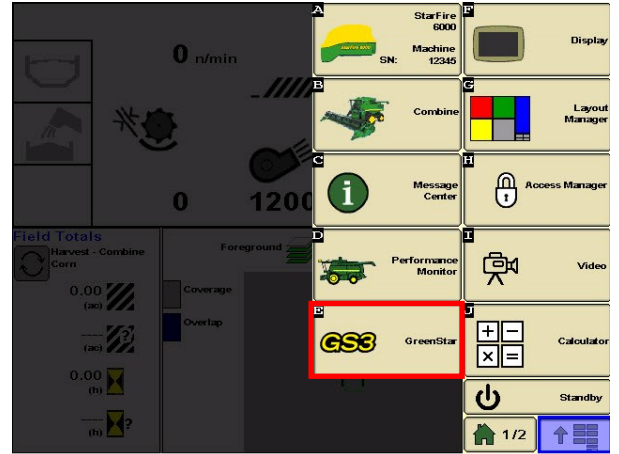 0 n/min
0
1200
Field Totals
Harvest - Combine
Corn
0.00
(ac)
----
(ac)
?
0.00
(h)
----
(h)
?
Foreground
Coverage
Overlap
A
StarFire
6000
Machine
SN: 12345
StarFire 6000
B
Combine
C
i
Message
Center
D
Performance
Monitor
E
GS3
GreenStar
F
Display
G
Layout
Manager
H
Access Manager
I
Video
J
+ −
× =
Calculator
Standby
1/2